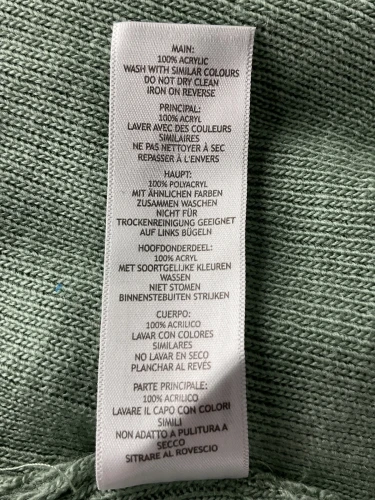 MAIN:
100% ACRYLIC
WASH WITH SIMILAR COLOURS
DO NOT DRY CLEAN
IRON ON REVERSE
PRINCIPAL:
100% ACRYL
LAVER AVEC DES COULEURS
SIMILAIRES
NE PAS NETTOYER À SEC
REPASSER À L'ENVERS
HAUPT:
100% POLYACRYL
MIT ÄHNLICHEN FARBEN
ZUSAMMEN WASCHEN
NICHT FÜR
TROCKENREINIGUNG GEEIGNET
AUF LINKS BÜGELN
HOOFDONDERDEEL:
100% ACRYL
MET SOORTGELIJKE KLEUREN
WASSEN
NIET STOMEN
BINNENSTEBUITEN STRIJKEN
CUERPO:
100% ACRILICO
LAVAR CON COLORES
SIMILARES
NO LAVAR EN SECO
PLANCHAR AL REVÉS
PARTE PRINCIPALE:
100% ACRILICO
LAVARE IL CAPO CON COLORI
SIMILI
NON ADATTO A PULITURA A
SECCO
SITRARE AL ROVESCIO